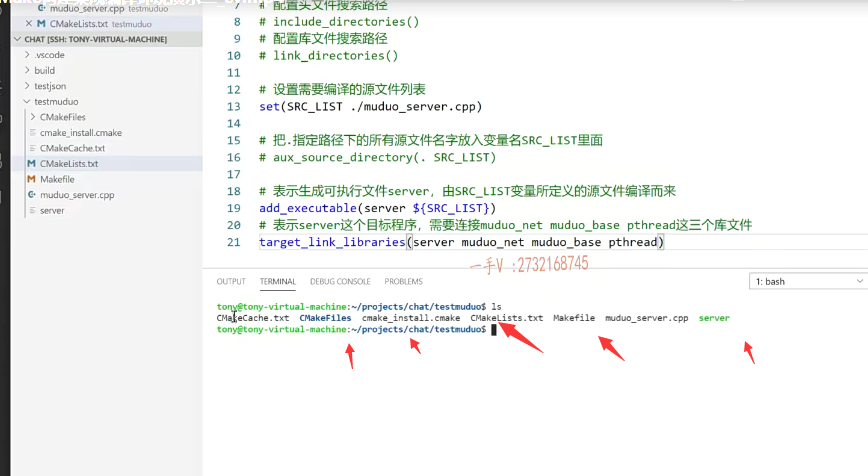 muduo_server.cpp testmuduo
CMakeLists.txt testmuduo
CHAT [SSH: TONY-VIRTUAL-MACHINE]
.vscode
build
testjson
testmuduo
CMakeFiles
cmake_install.cmake
CMakeCache.txt
CMakeLists.txt
Makefile
muduo_server.cpp
server
7 # 配置头文件搜索路径
8 # include_directories()
9 # 配置库文件搜索路径
10 # link_directories()
11
12 # 设置需要编译的源文件列表
13 set(SRC_LIST ./muduo_server.cpp)
14
15 # 把.指定路径下的所有源文件名字放入变量名SRC_LIST里面
16 # aux_source_directory(. SRC_LIST)
17
18 # 表示生成可执行文件server，由SRC_LIST变量所定义的源文件编译而来
19 add_executable(server ${SRC_LIST})
20 # 表示server这个目标程序，需要连接muduo_net muduo_base pthread这三个库文件
21 target_link_libraries(server muduo_net muduo_base pthread)
一手V :2732168745
OUTPUT TERMINAL DEBUG CONSOLE PROBLEMS 1: bash
tony@tony-virtual-machine:~/projects/chat/testmuduo$ ls
CMakeCache.txt CMakeFiles cmake_install.cmake CMakeLists.txt Makefile muduo_server.cpp server
tony@tony-virtual-machine:~/projects/chat/testmuduo$